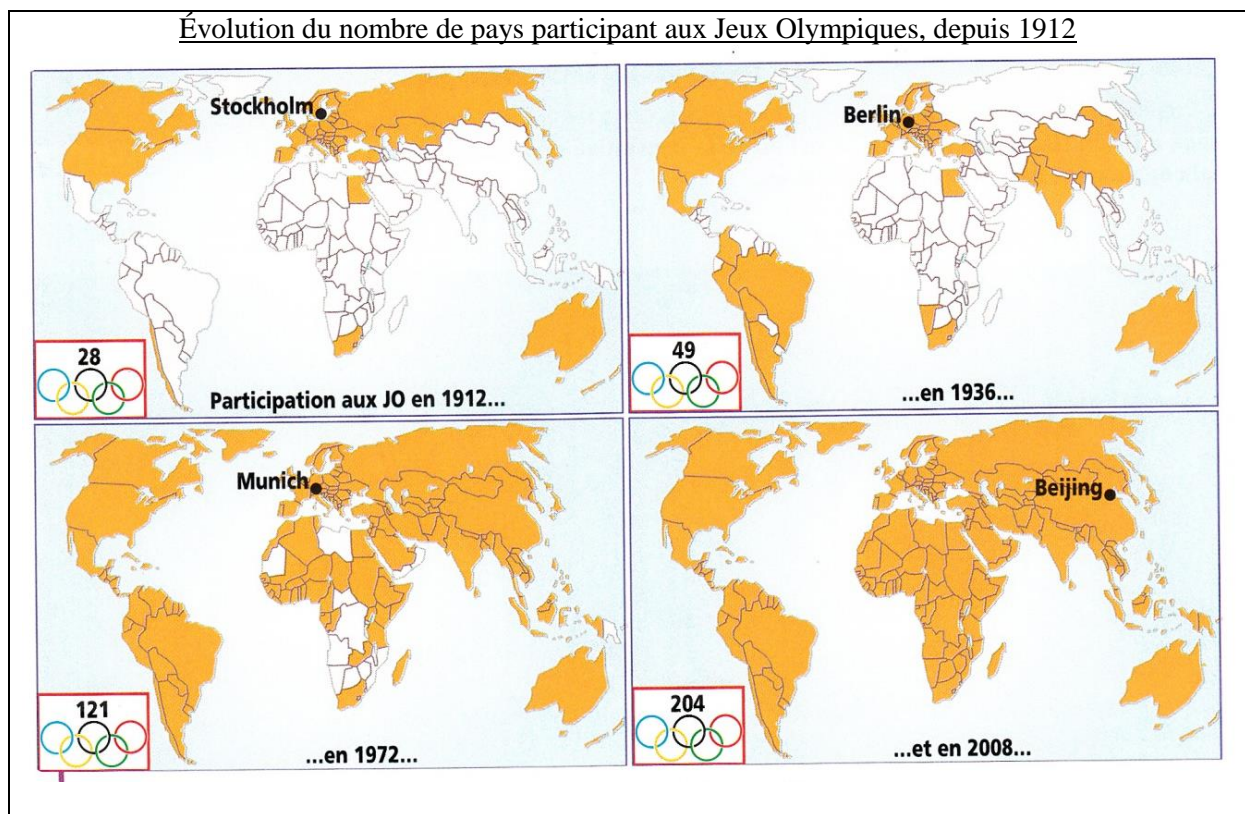 Évolution du nombre de pays participant aux Jeux Olympiques, depuis 1912
Stockholm
28
Participation aux JO en 1912...
Berlin
49
...en 1936...
Munich
121
...en 1972...
Beijing
204
...et en 2008...